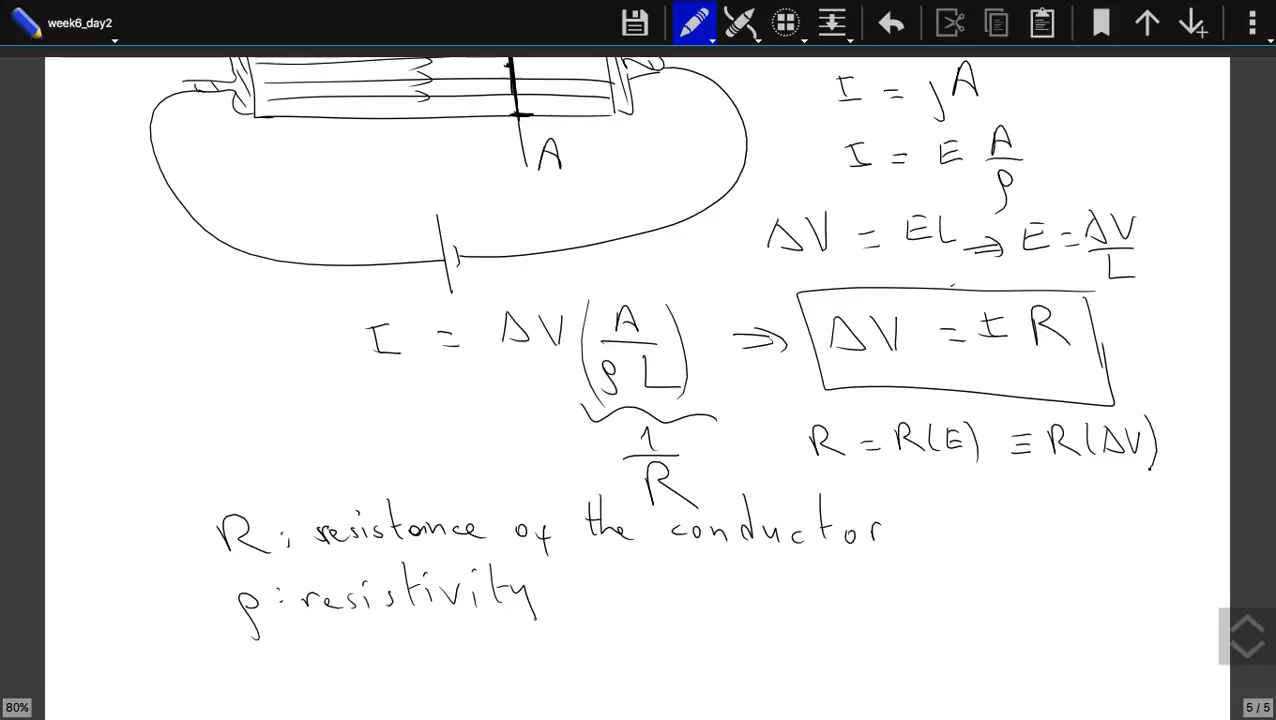 week6_day2
I = jA
A
I = E A/ρ
ΔV = EL ⇒ E = ΔV/L
I = ΔV (A/ρL) ⇒ ΔV = IR
1/R
R = R(E) ≡ R(ΔV)
R: resistance of the conductor
ρ: resistivity
80%
5 / 5